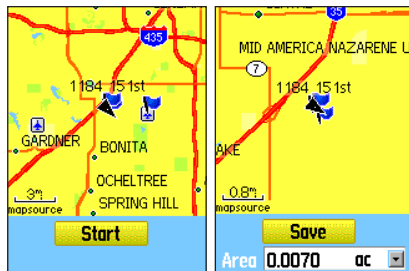 435
1184 151st
GARDNER
BONITA
OCHELTREE
SPRING HILL
3m
mapsource
Start
35
MID AMERICA NAZARENE U
7
1184 151st
AKE
0.8m
mapsource
Save
Area 0.0070 ac